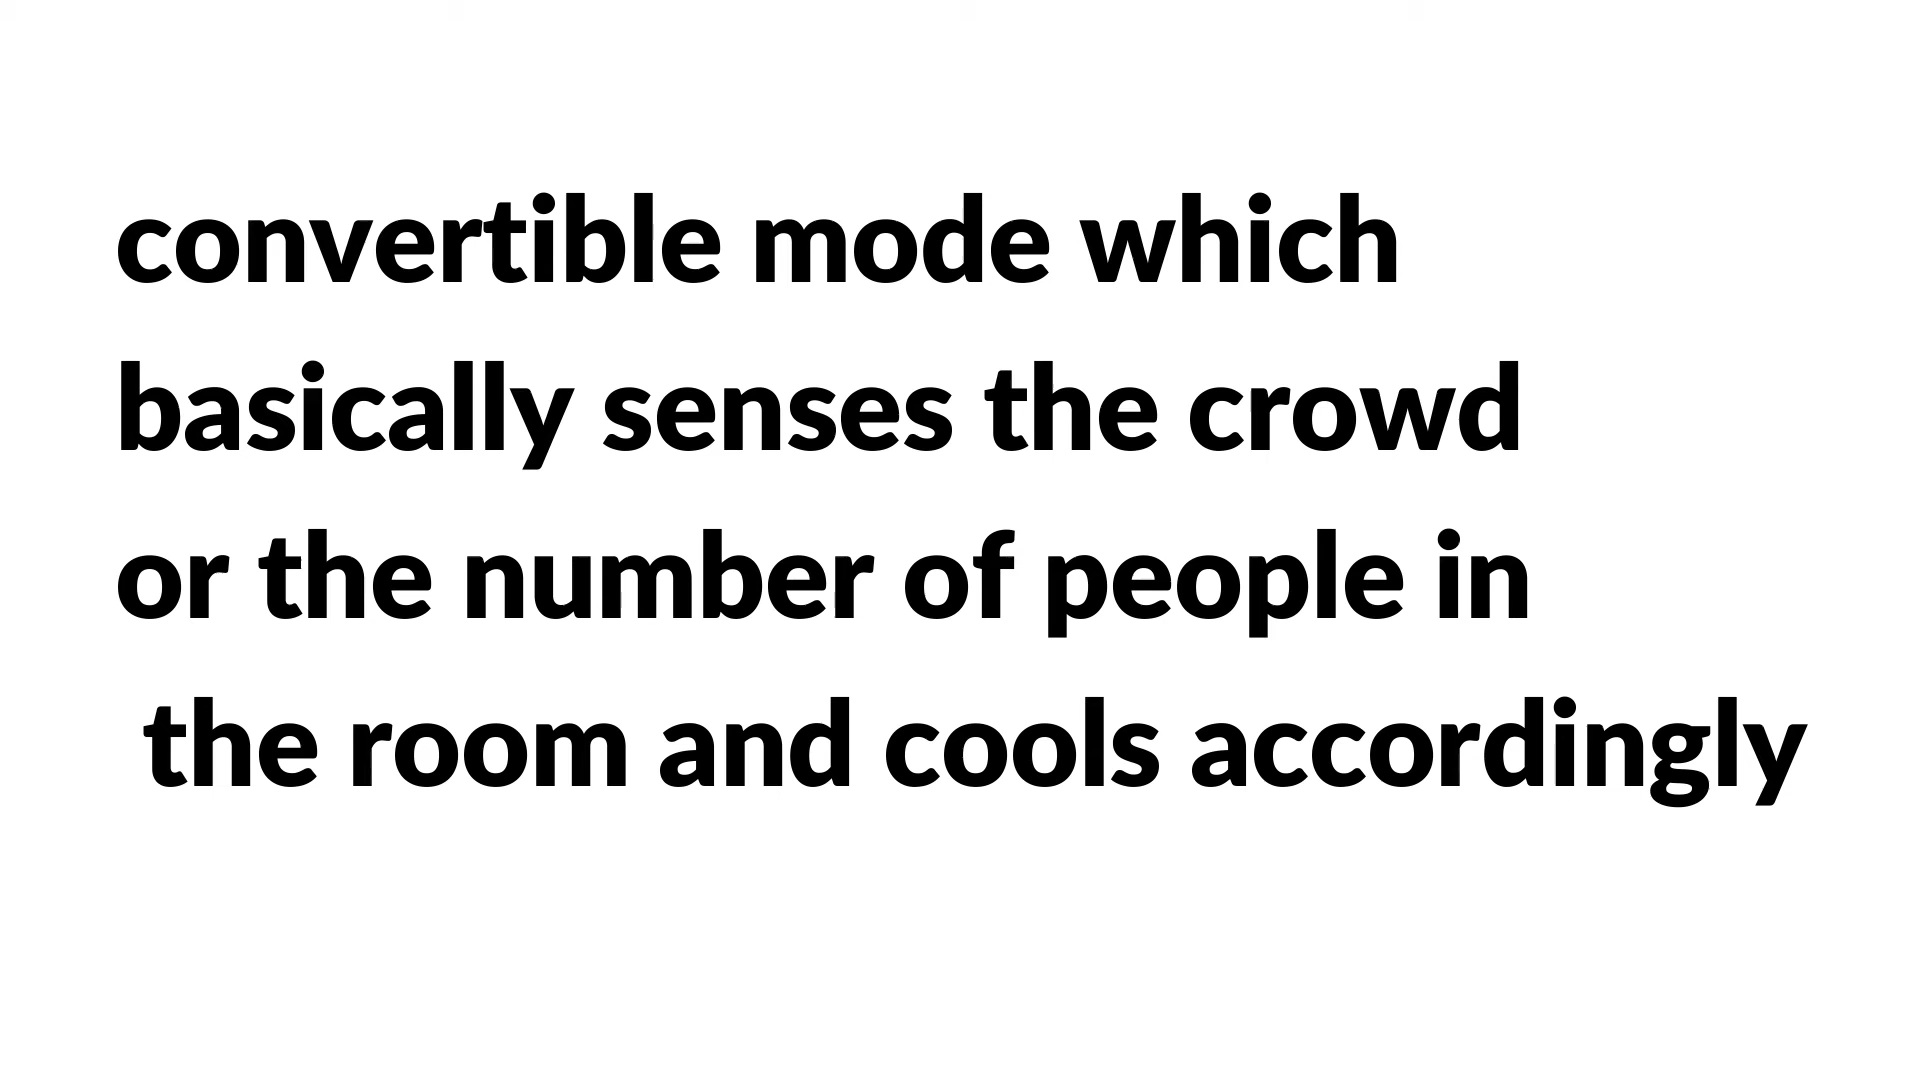 convertible mode which
basically senses the crowd
or the number of people in
the room and cools accordingly